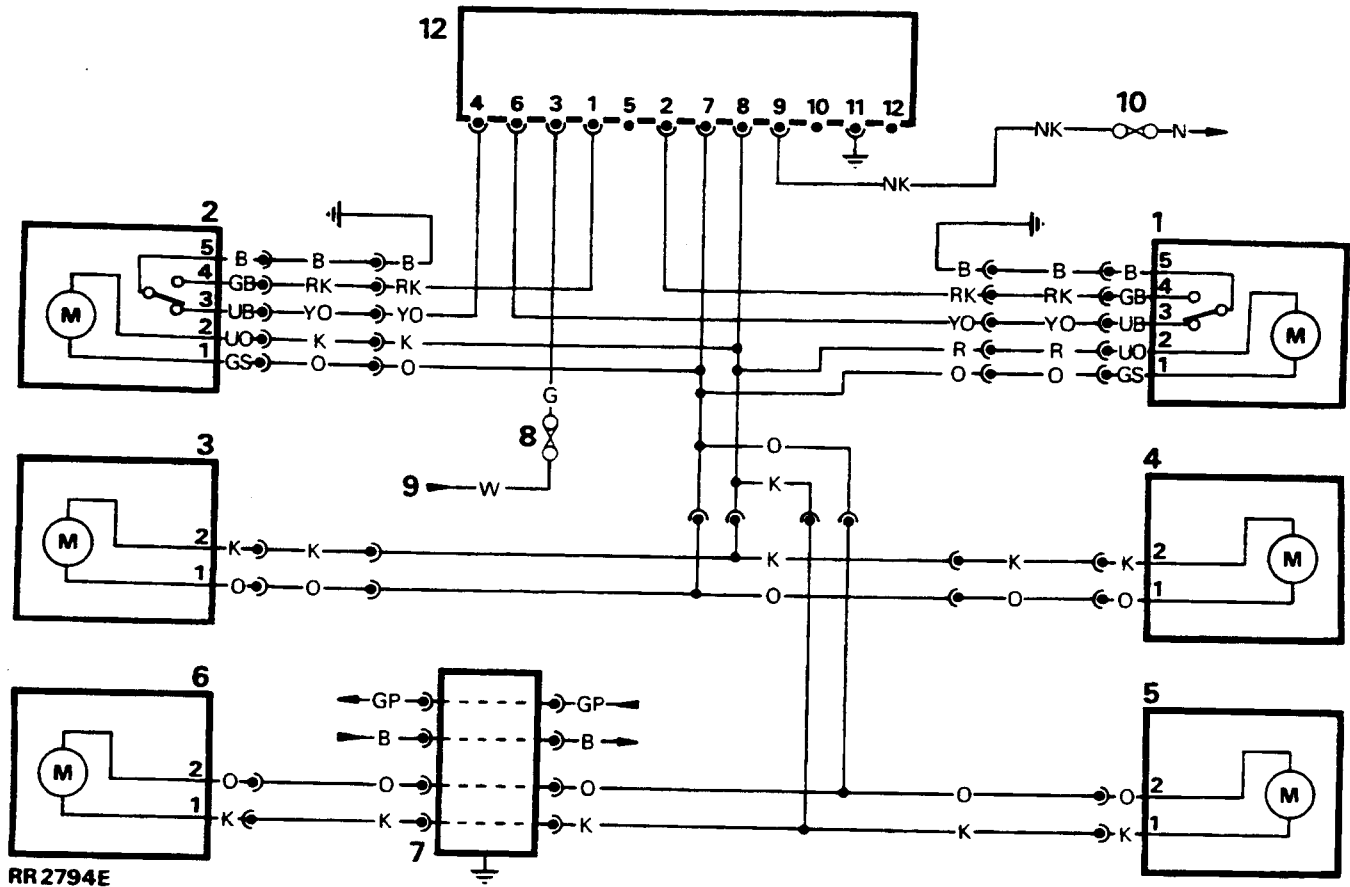 12
4 6 3 1 5 2 7 8 9 10 11 12
10
NK N
NK
2
1
5 B B B
4 GB RK RK
3 UB YO YO
2 UO K K
1 GS O O
M
B B B 5
RK RK GB 4
YO YO UB 3
R R UO 2
O O GS 1
M
G
8
9 W
O
K
3
4
M
2 K K K K K 2
1 O O O O O 1
M
6
5
GP GP
B B
M
2 O O O O O 2
1 K K K K K 1
M
7
RR2794E